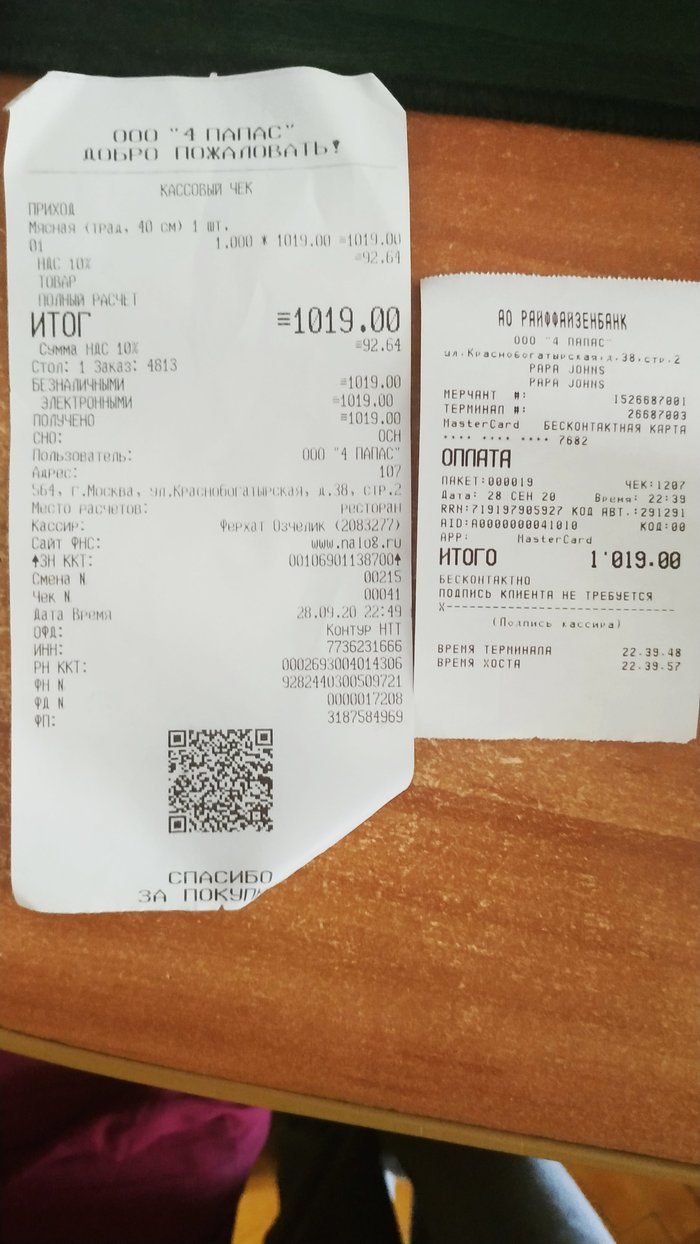 ООО "4 ПАПАС"
ДОБРО ПОЖАЛОВАТЬ!
КАССОВЫЙ ЧЕК
ПРИХОД
Мясная (трад, 40 см) 1 шт.
01 1.000 * 1019.00 =1019.00
НДС 10% =92.64
ТОВАР
ПОЛНЫЙ РАСЧЕТ
ИТОГ =1019.00
Сумма НДС 10% =92.64
Стол: 1 Заказ: 4813
БЕЗНАЛИЧНЫМИ =1019.00
ЭЛЕКТРОННЫМИ =1019.00
ПОЛУЧЕНО =1019.00
СНО: ОСН
Пользователь: ООО "4 ПАПАС"
Адрес: 107
564, г.Москва, ул.Краснобогатырская, д.38, стр.2
Место расчетов: ресторан
Кассир: Ферхат Озчелик (2083277)
Сайт ФНС: www.nalog.ru
↑ЗН ККТ: 00106901138700↑
Смена N 00215
Чек N 00041
Дата Время 28.09.20 22:49
ОФД: Контур НТТ
ИНН: 7736231666
РН ККТ: 0002693004014306
ФН N 9282440300509721
ФД N 0000017208
ФП: 3187584969
СПАСИБО
ЗА ПОКУПК
АО РАЙФФАЙЗЕНБАНК
ООО "4 ПАПАС"
ул.Краснобогатырская,д.38,стр.2
PAPA JOHNS
PAPA JOHNS
МЕРЧАНТ #: 1526687001
ТЕРМИНАЛ #: 26687003
MasterCard БЕСКОНТАКТНАЯ КАРТА
**** **** **** 7682
ОПЛАТА
ПАКЕТ:000019 ЧЕК:1207
Дата: 28 СЕН 20 Время: 22:39
RRN:719197905927 КОД АВТ.:291291
AID:A0000000041010 КОД:00
APP: MasterCard
ИТОГО 1'019.00
БЕСКОНТАКТНО
ПОДПИСЬ КЛИЕНТА НЕ ТРЕБУЕТСЯ
X------------------------------
(Подпись кассира)
ВРЕМЯ ТЕРМИНАЛА 22.39.48
ВРЕМЯ ХОСТА 22.39.57